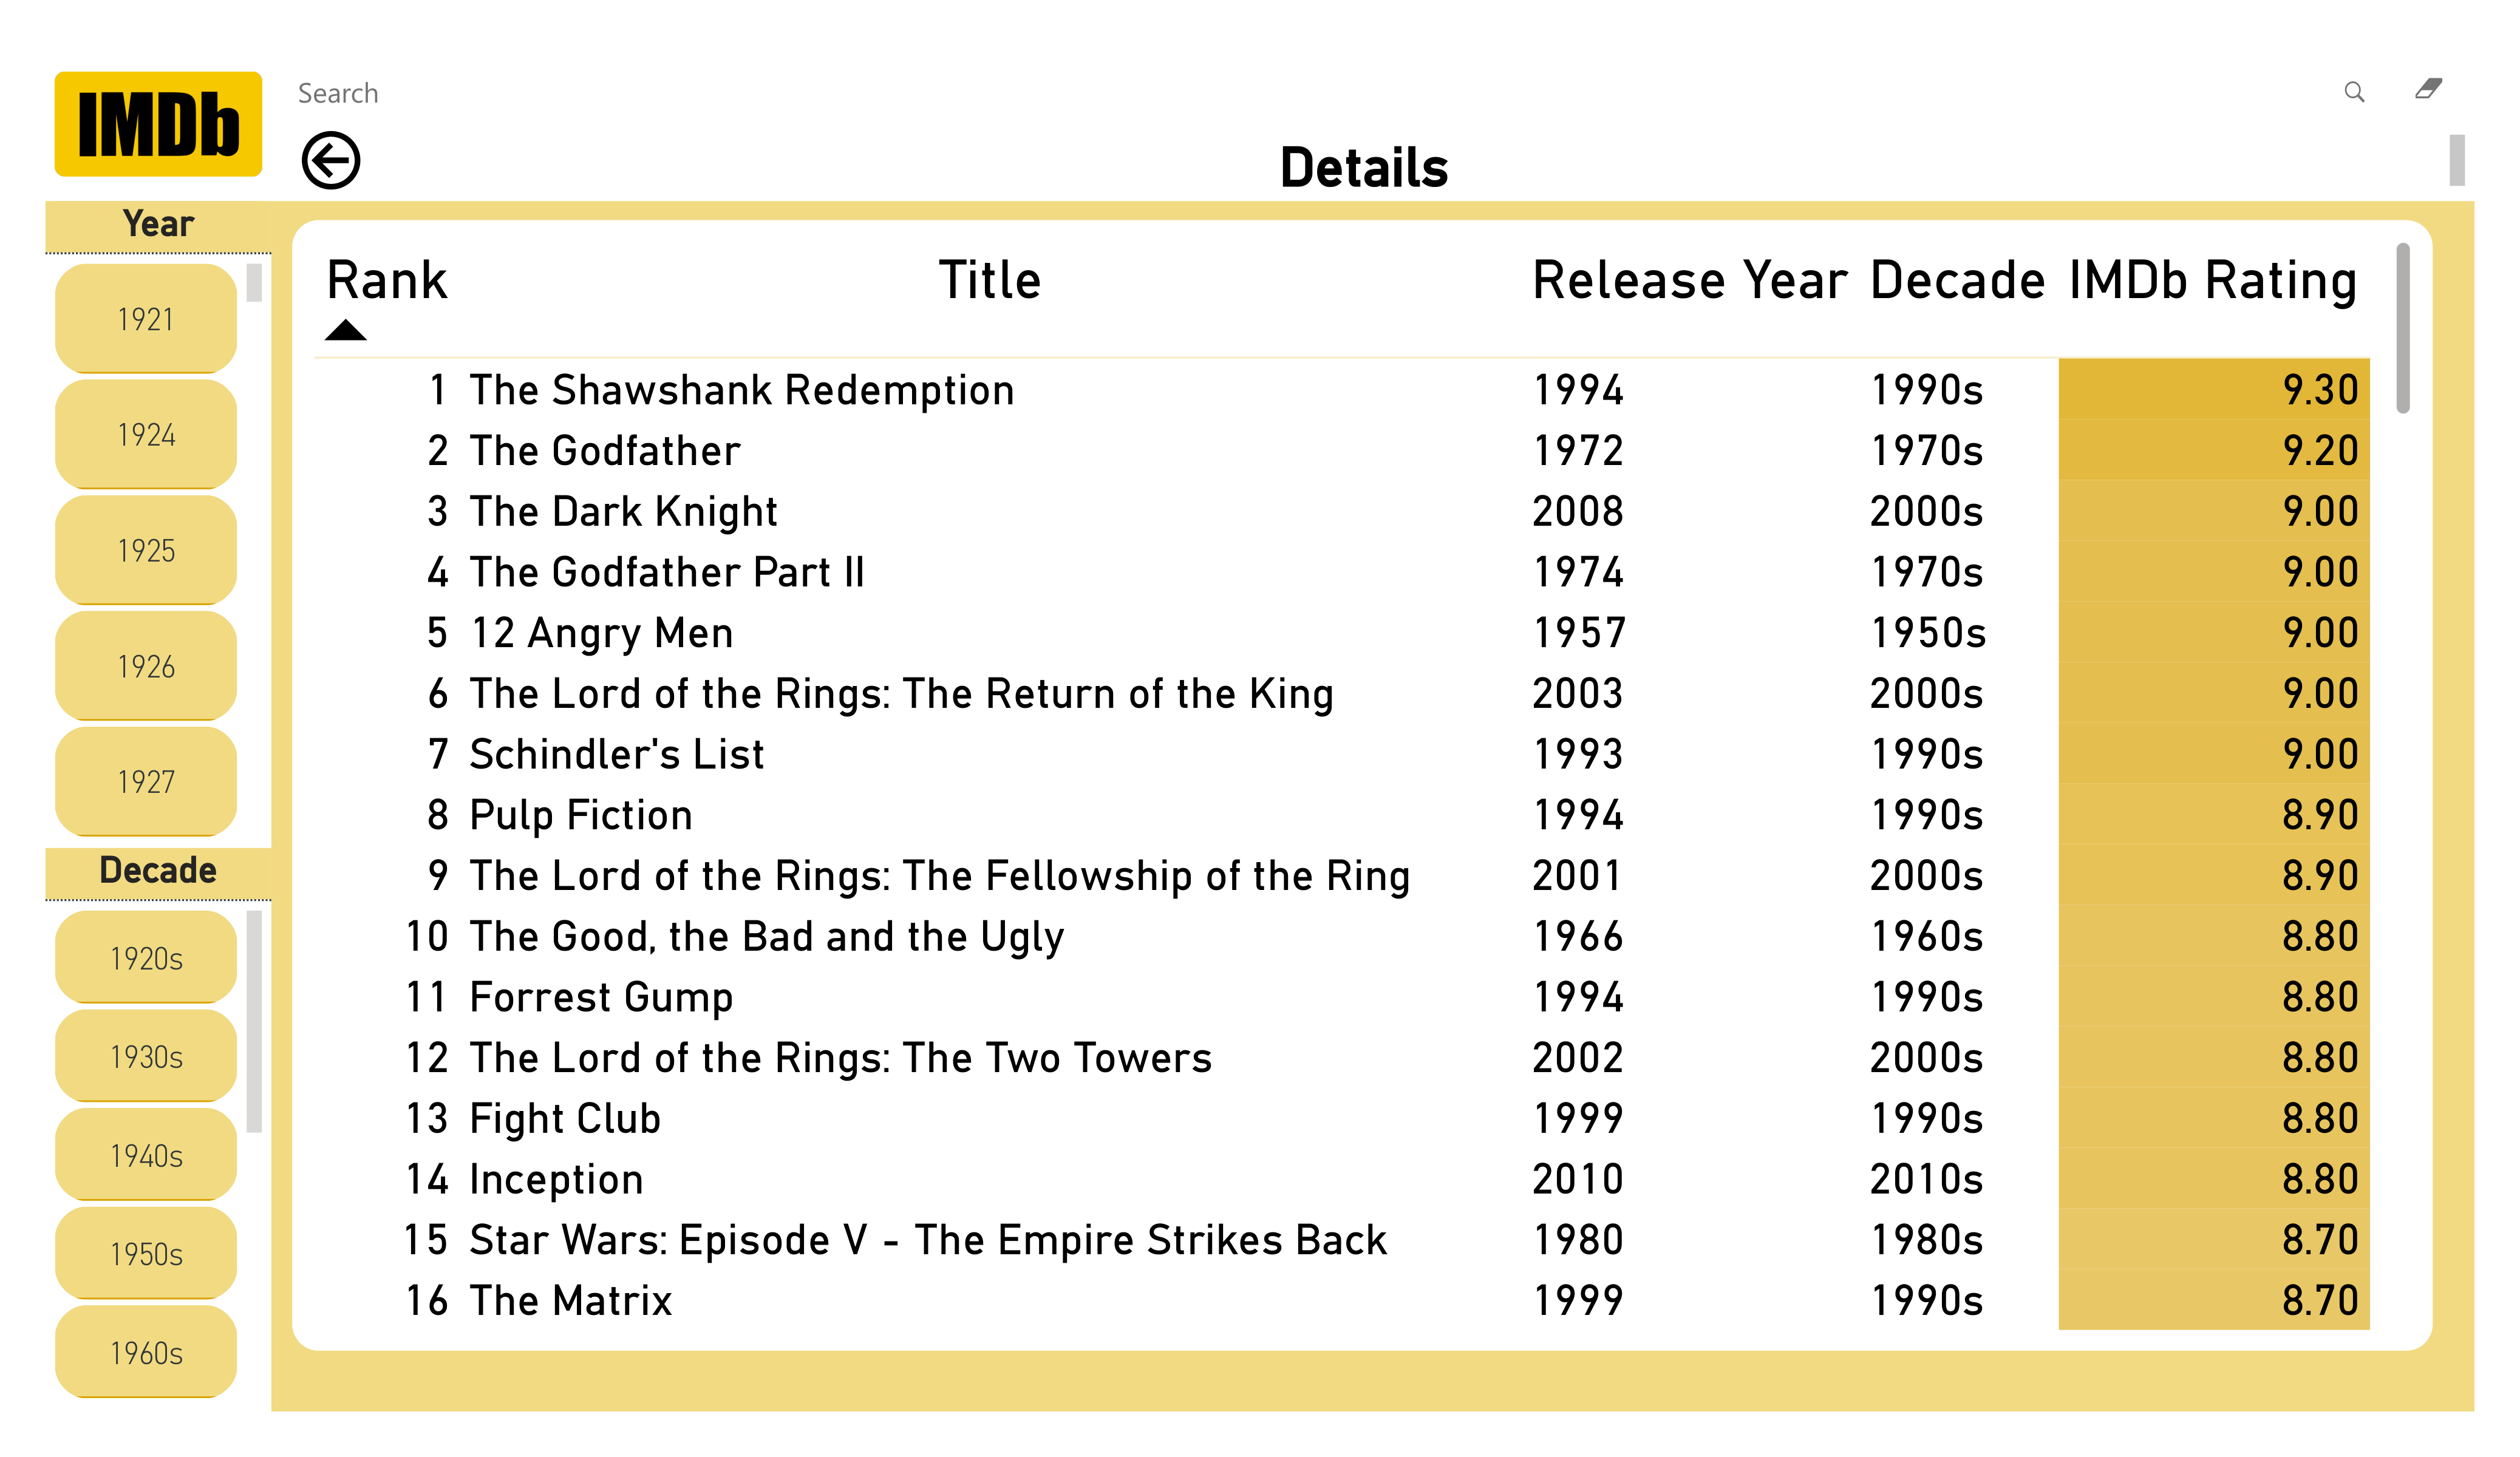 IMDb
Search
Details
Year
1921
1924
1925
1926
1927
Decade
1920s
1930s
1940s
1950s
1960s
Rank Title Release Year Decade IMDb Rating
1 The Shawshank Redemption 1994 1990s 9.30
2 The Godfather 1972 1970s 9.20
3 The Dark Knight 2008 2000s 9.00
4 The Godfather Part II 1974 1970s 9.00
5 12 Angry Men 1957 1950s 9.00
6 The Lord of the Rings: The Return of the King 2003 2000s 9.00
7 Schindler's List 1993 1990s 9.00
8 Pulp Fiction 1994 1990s 8.90
9 The Lord of the Rings: The Fellowship of the Ring 2001 2000s 8.90
10 The Good, the Bad and the Ugly 1966 1960s 8.80
11 Forrest Gump 1994 1990s 8.80
12 The Lord of the Rings: The Two Towers 2002 2000s 8.80
13 Fight Club 1999 1990s 8.80
14 Inception 2010 2010s 8.80
15 Star Wars: Episode V - The Empire Strikes Back 1980 1980s 8.70
16 The Matrix 1999 1990s 8.70